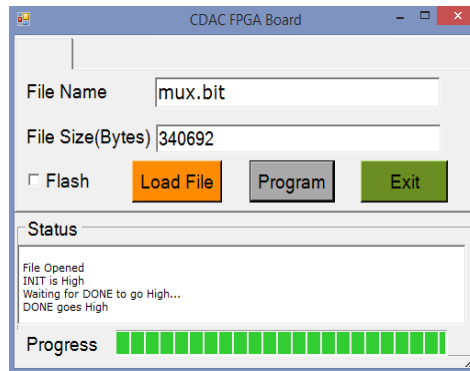 CDAC FPGA Board
File Name mux.bit
File Size(Bytes) 340692
Flash Load File Program Exit
Status
File Opened
INIT is High
Waiting for DONE to go High...
DONE goes High
Progress